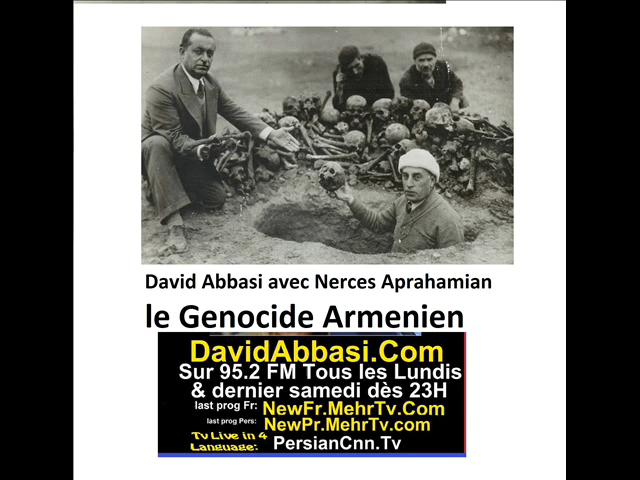 David Abbasi avec Nerces Aprahamian
le Genocide Armenien
DavidAbbasi.Com
Sur 95.2 FM Tous les Lundis
& dernier samedi dès 23H
last prog Fr: NewFr.MehrTv.Com
last prog Pers: NewPr.MehrTv.com
Tv Live in 4
Language: PersianCnn.Tv